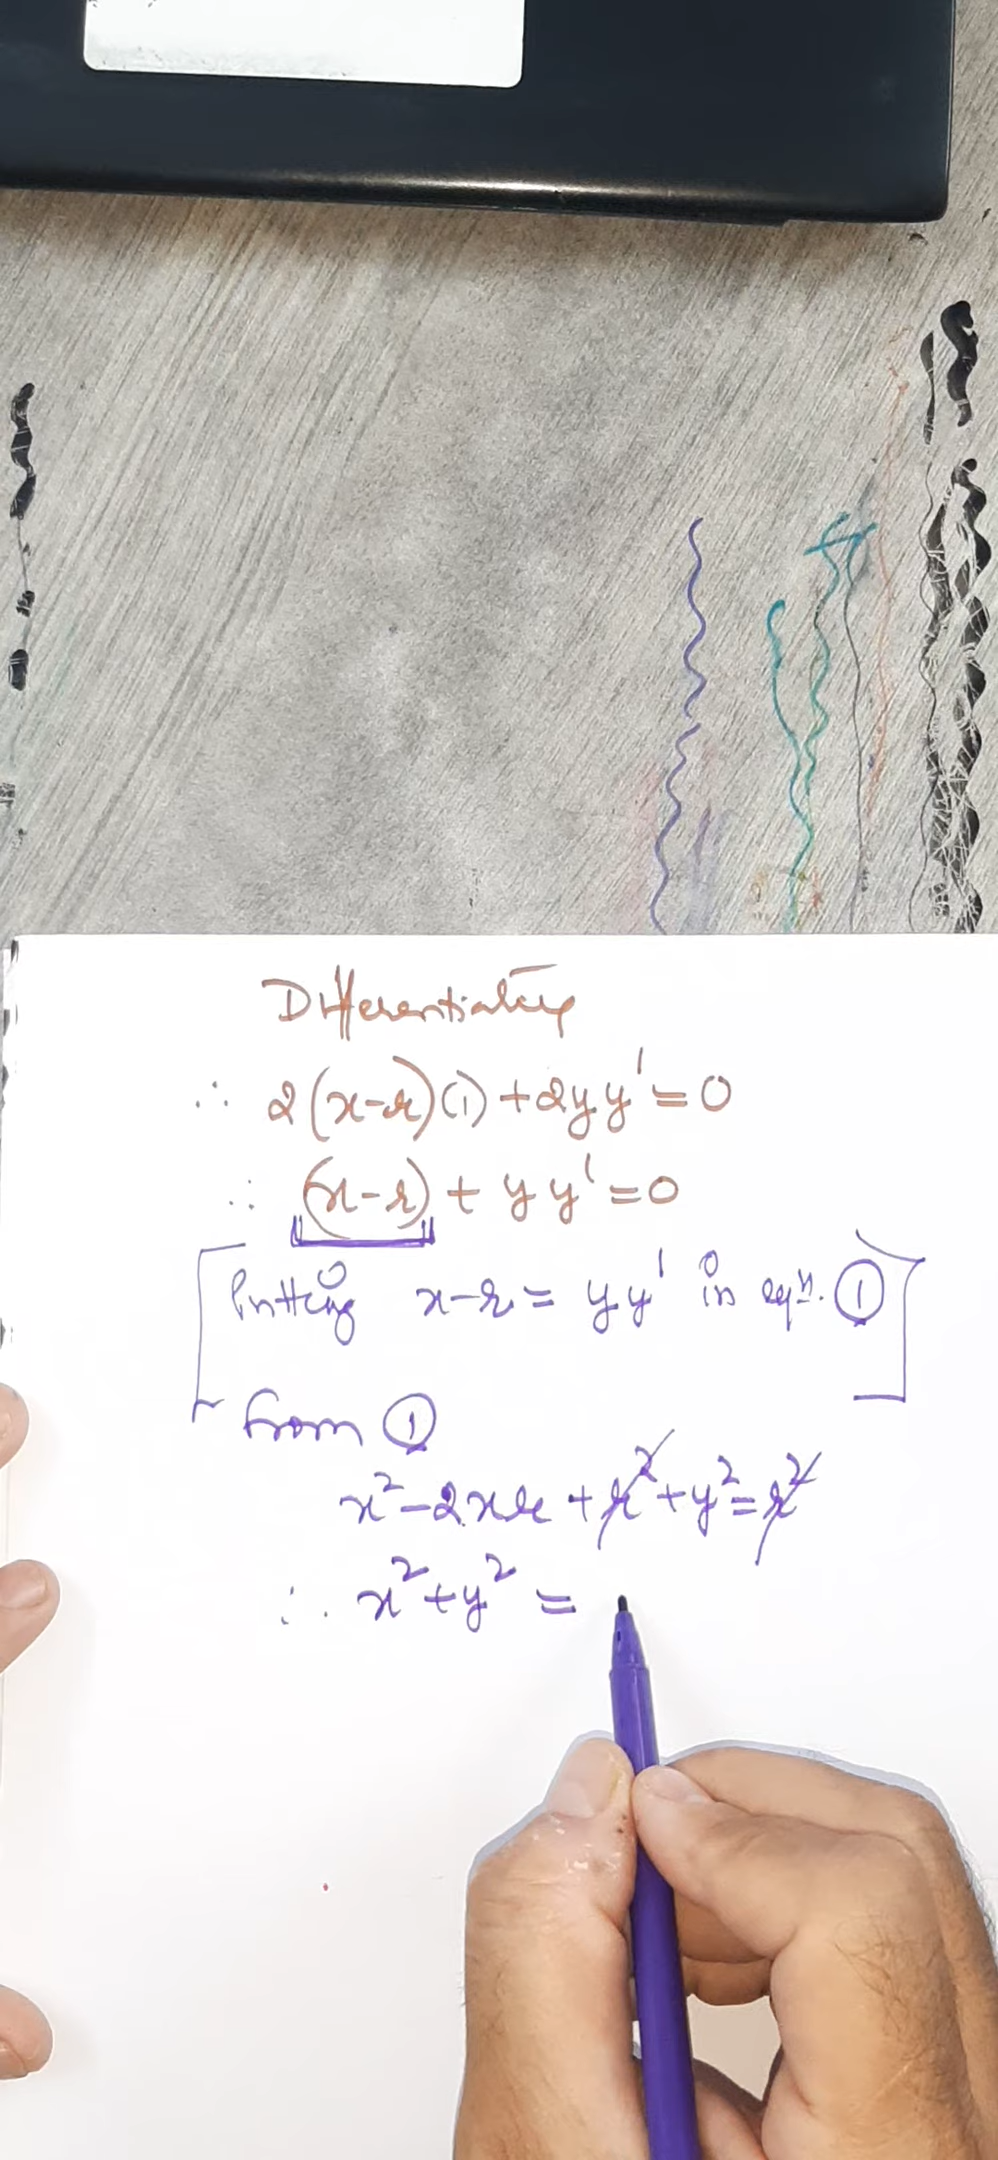 Differentiating
∴ 2(x-r)(1)+2yy'=0
∴ (x-r)+yy'=0
Putting x-r=yy' in eqn. ①
from ①
x²-2xr+r²+y²=r²
∴ x²+y²=